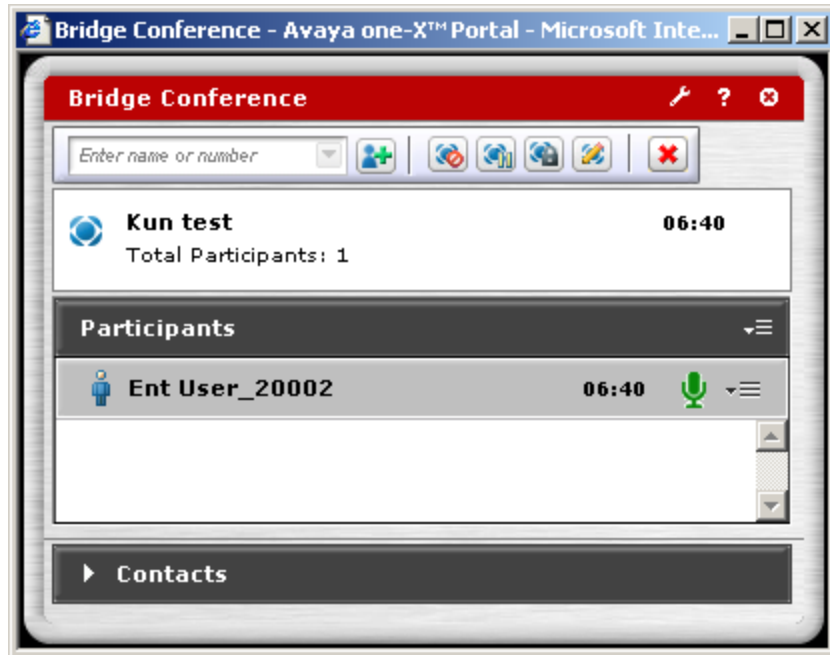 Bridge Conference - Avaya one-X™ Portal - Microsoft Inte...
Bridge Conference
?
Enter name or number
Kun test 06:40
Total Participants: 1
Participants
Ent User_20002 06:40
Contacts